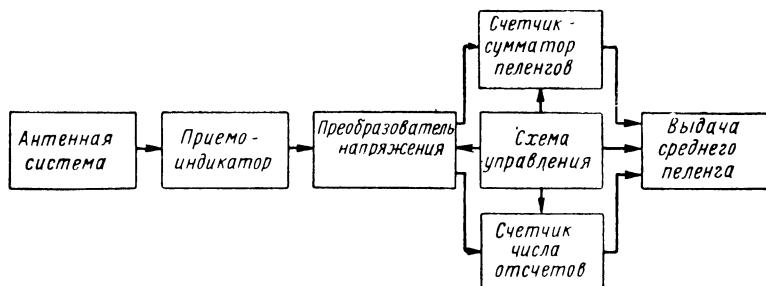 Антенная
система
Приемо-
индикатор
Преобразователь
напряжения
Счетчик-
сумматор
пеленгов
Схема
управления
Счетчик
числа
отсчетов
Выдача
среднего
пеленга